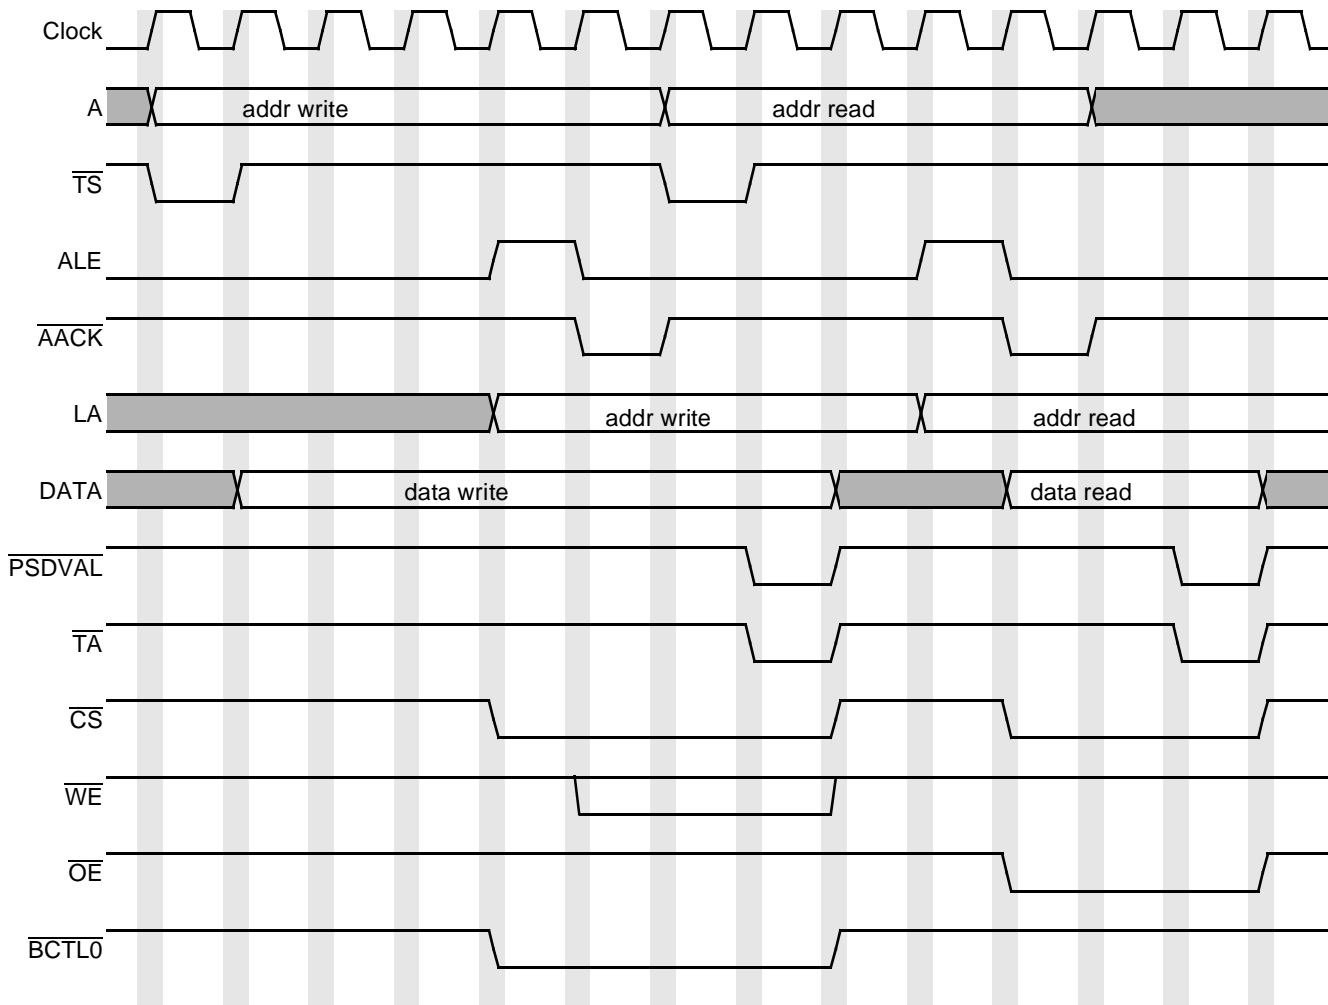 Clock
A
addr write
addr read
TS
ALE
AACK
LA
addr write
addr read
DATA
data write
data read
PSDVAL
TA
CS
WE
OE
BCTL0